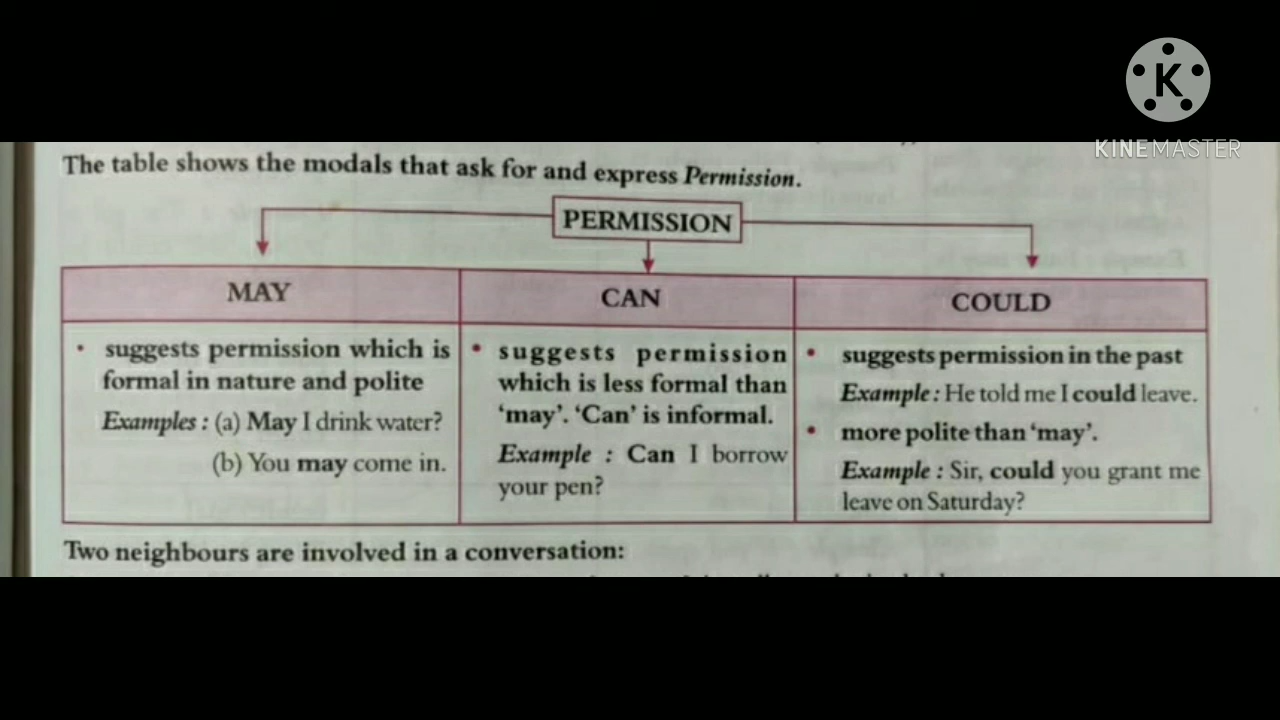 K
KINEMASTER
The table shows the modals that ask for and express Permission.
PERMISSION
MAY
• suggests permission which is
formal in nature and polite
Examples : (a) May I drink water?
(b) You may come in.
CAN
• suggests permission
which is less formal than
‘may’. ‘Can’ is informal.
Example : Can I borrow
your pen?
COULD
• suggests permission in the past
Example : He told me I could leave.
• more polite than ‘may’.
Example : Sir, could you grant me
leave on Saturday?
Two neighbours are involved in a conversation: